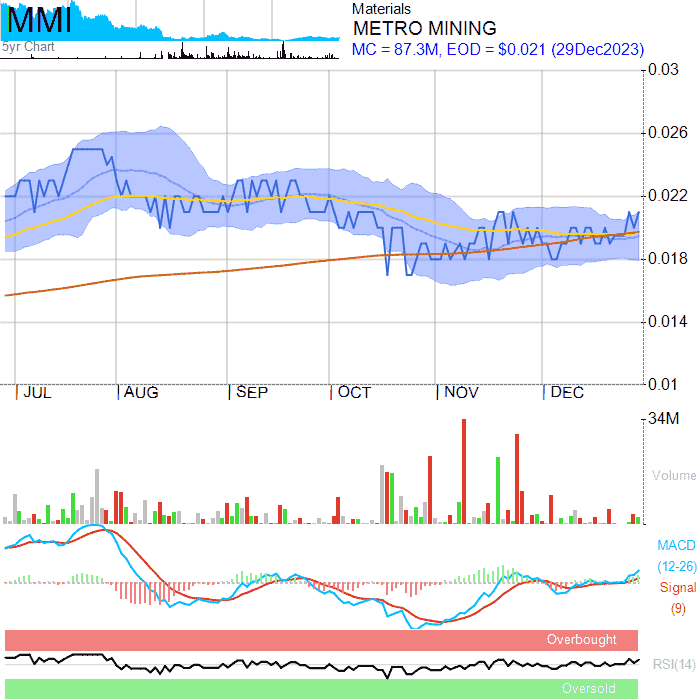 MMI
5yr Chart
Materials
METRO MINING
MC = 87.3M, EOD = $0.021 (29Dec2023)
0.03
0.026
0.022
0.018
0.014
0.01
JUL AUG SEP OCT NOV DEC
34M
Volume
MACD
(12-26)
Signal
(9)
Overbought
RSI(14)
Oversold